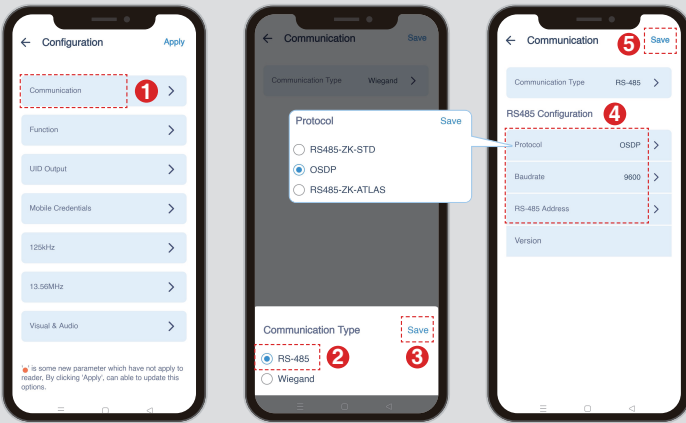 Configuration
Apply
Communication
1
Function
UID Output
Mobile Credentials
125kHz
13.56MHz
Visual & Audio
' ' is some new parameter which have not apply to
reader, By clicking 'Apply', can able to update this
options.
Communication
Save
Communication Type
Wiegand
Protocol
Save
RS485-ZK-STD
OSDP
RS485-ZK-ATLAS
Communication Type
Save
RS-485
2
3
Wiegand
Communication
5
Save
Communication Type
RS-485
RS485 Configuration
4
Protocol
OSDP
Baudrate
9600
RS-485 Address
Version